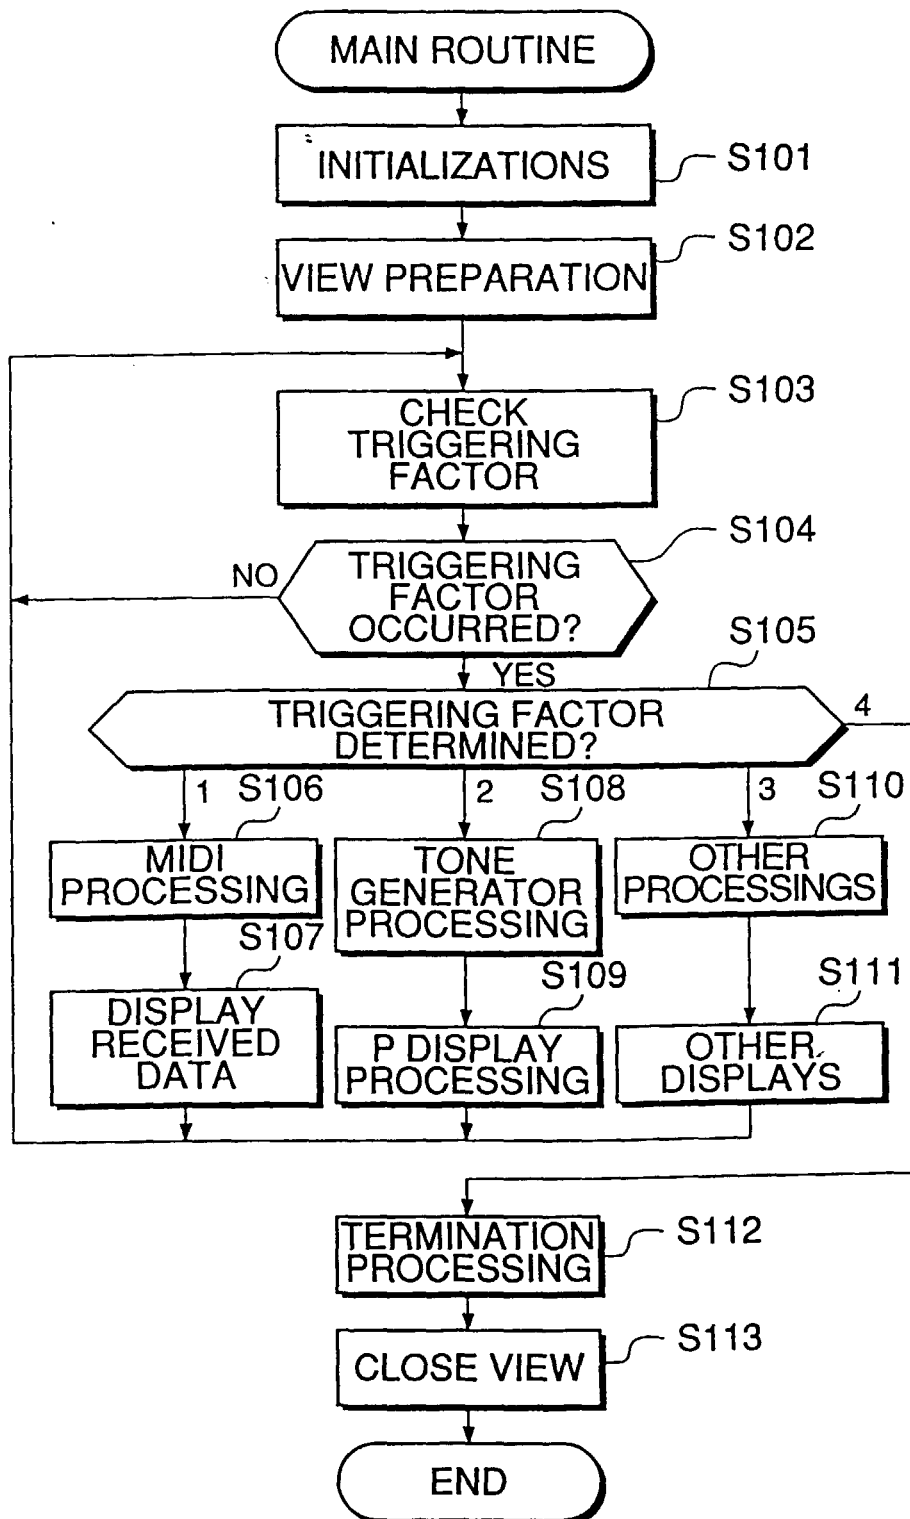 MAIN ROUTINE
INITIALIZATIONS
S101
VIEW PREPARATION
S102
CHECK
TRIGGERING
FACTOR
S103
TRIGGERING
FACTOR
OCCURRED?
S104
NO
YES
TRIGGERING FACTOR
DETERMINED?
S105
4
1
S106
2
S108
3
S110
MIDI
PROCESSING
TONE
GENERATOR
PROCESSING
OTHER
PROCESSINGS
S107
S109
S111
DISPLAY
RECEIVED
DATA
P DISPLAY
PROCESSING
OTHER
DISPLAYS
TERMINATION
PROCESSING
S112
CLOSE VIEW
S113
END